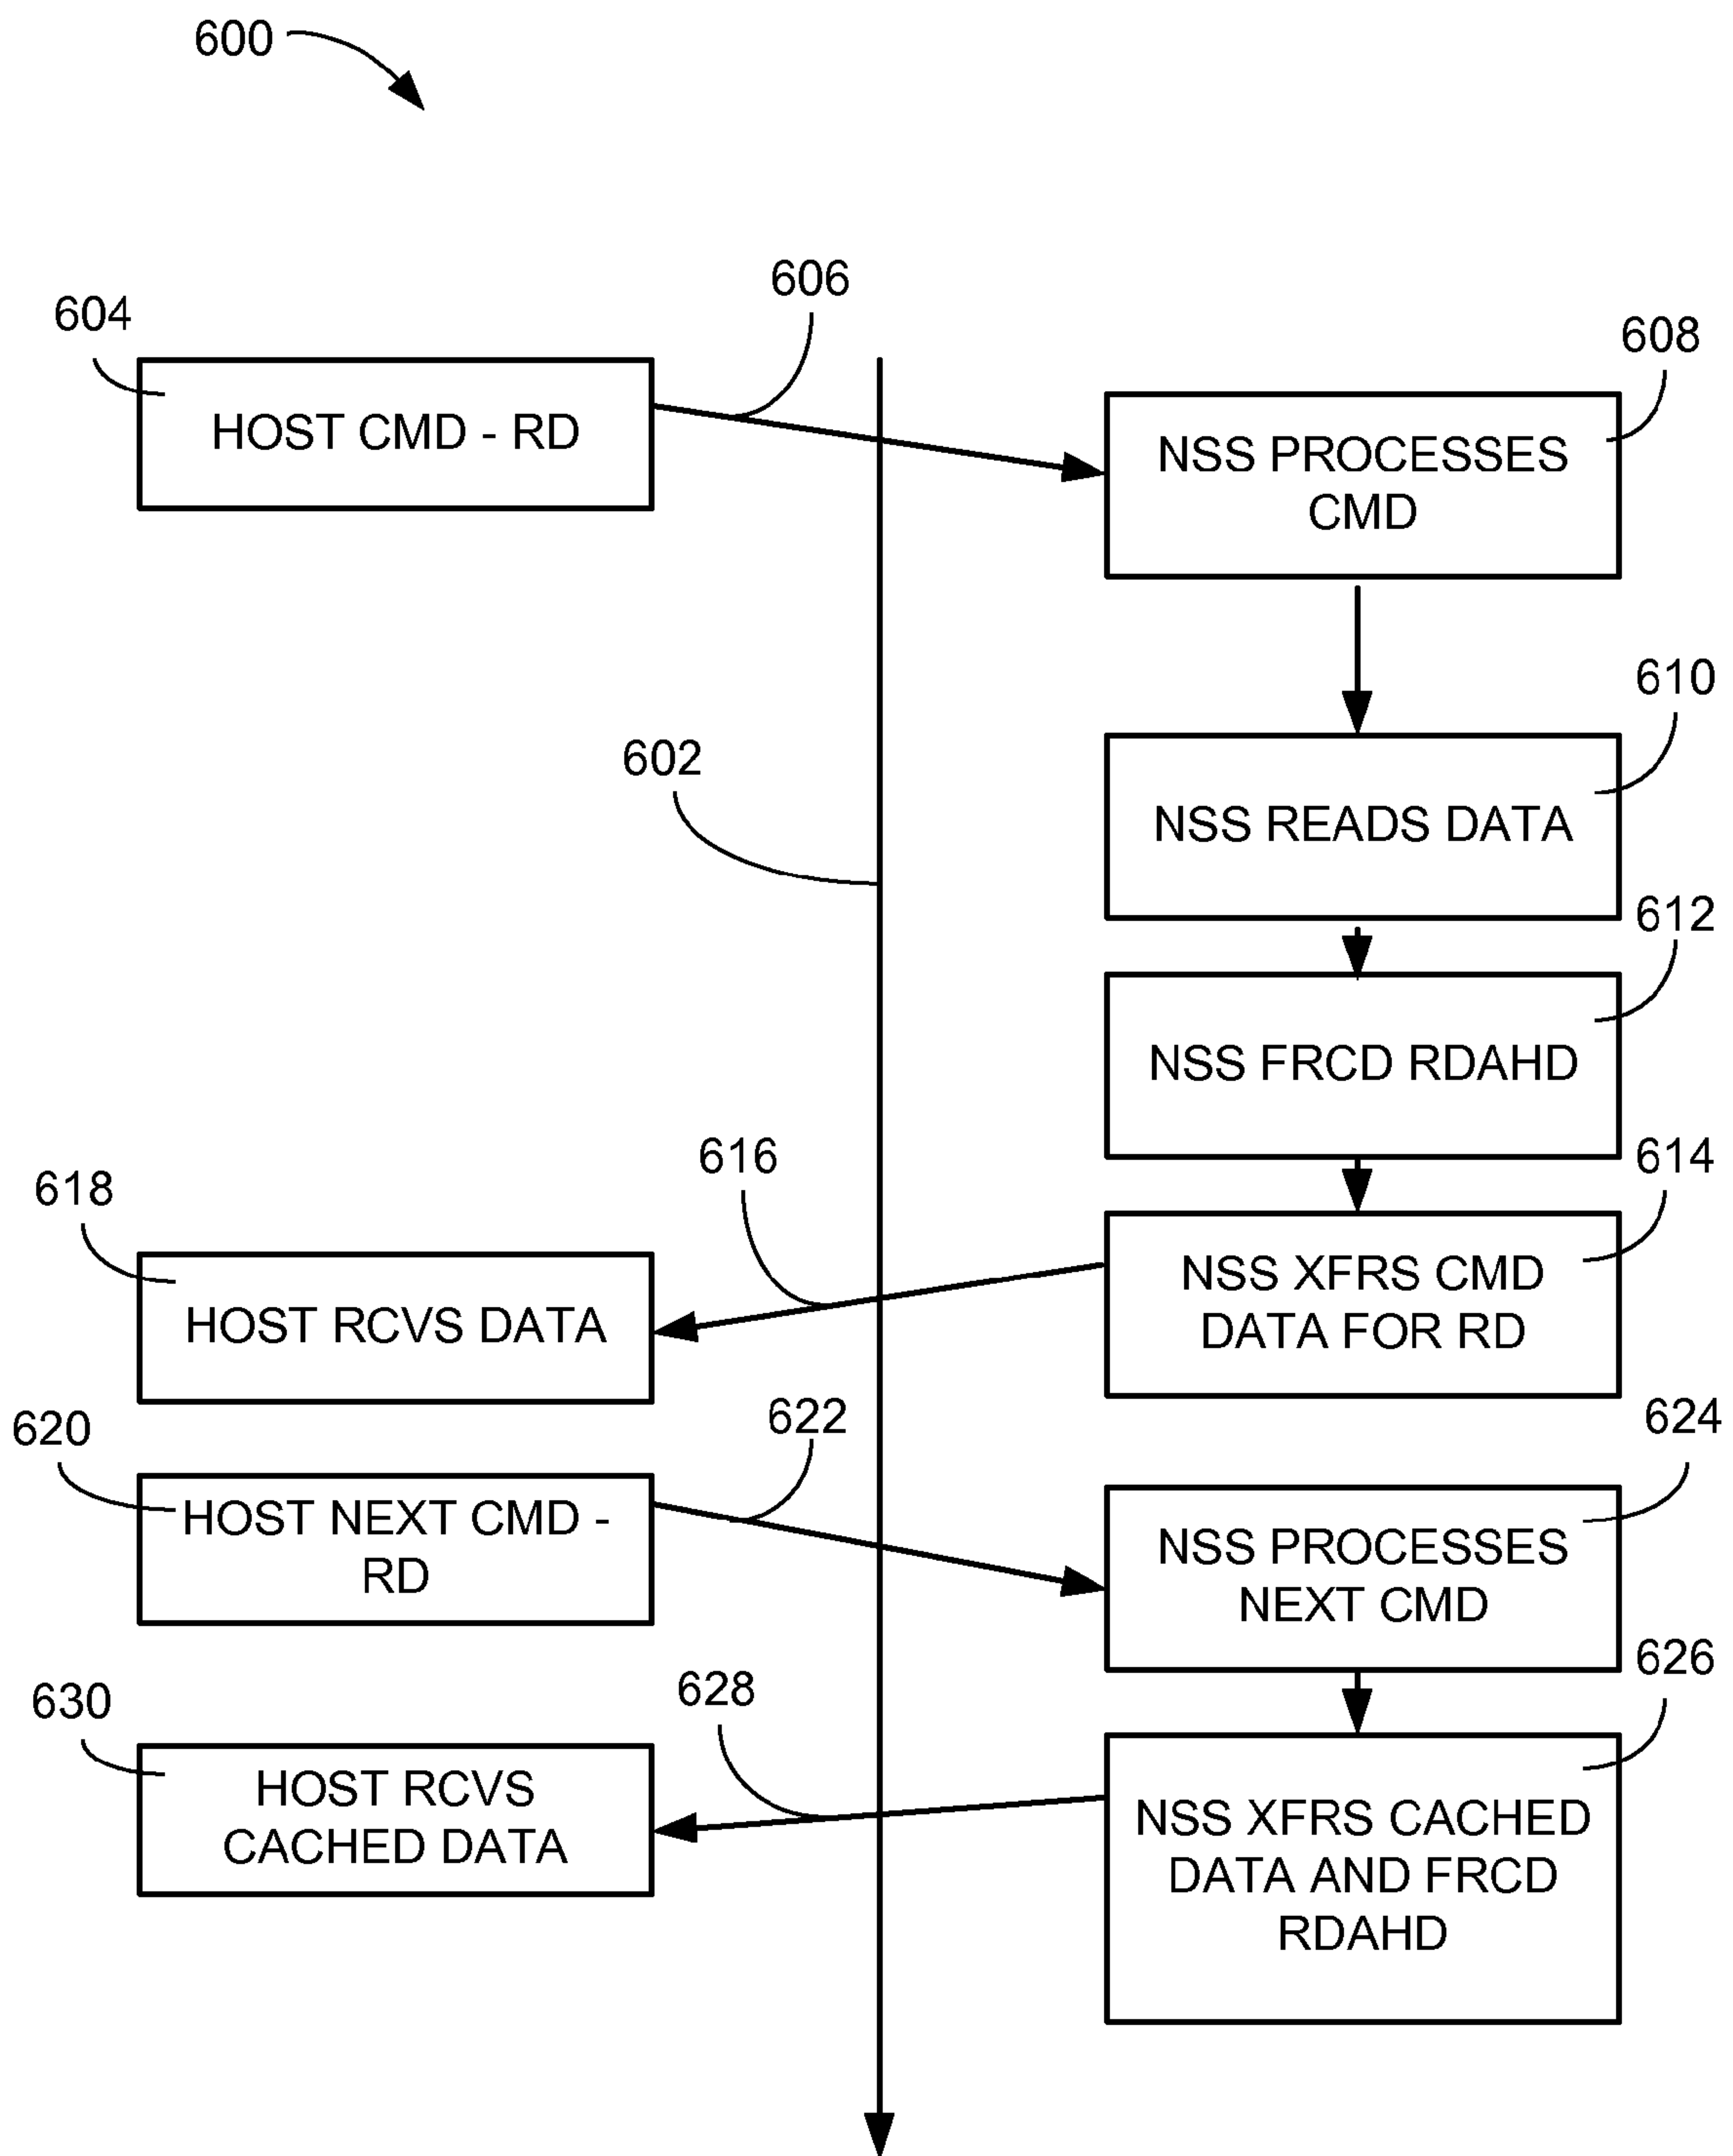 600
606
604
608
HOST CMD - RD
NSS PROCESSES
CMD
610
602
NSS READS DATA
612
NSS FRCD RDAHD
616
614
618
NSS XFRS CMD
DATA FOR RD
HOST RCVS DATA
622
624
620
HOST NEXT CMD -
RD
NSS PROCESSES
NEXT CMD
626
628
630
HOST RCVS
CACHED DATA
NSS XFRS CACHED
DATA AND FRCD
RDAHD